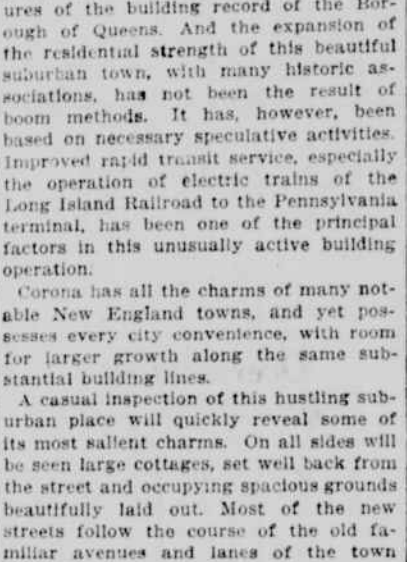 ures of the building record of the Bor-
ough of Queens. And the expansion of
the residential strength of this beautiful
suburban town, with many historic as-
sociations, has not been the result of
boom methods. It has, however, been
based on necessary speculative activities.
Improved rapid transit service, especially
the operation of electric trains of the
Long Island Railroad to the Pennsylvania
terminal, has been one of the principal
factors in this unusually active building
operation.
Corona has all the charms of many not-
able New England towns, and yet pos-
sesses every city convenience, with room
for larger growth along the same sub-
stantial building lines.
A casual inspection of this hustling sub-
urban place will quickly reveal some of
its most salient charms. On all sides will
be seen large cottages, set well back from
the street and occupying spacious grounds
beautifully laid out. Most of the new
streets follow the course of the old fa-
miliar avenues and lanes of the town